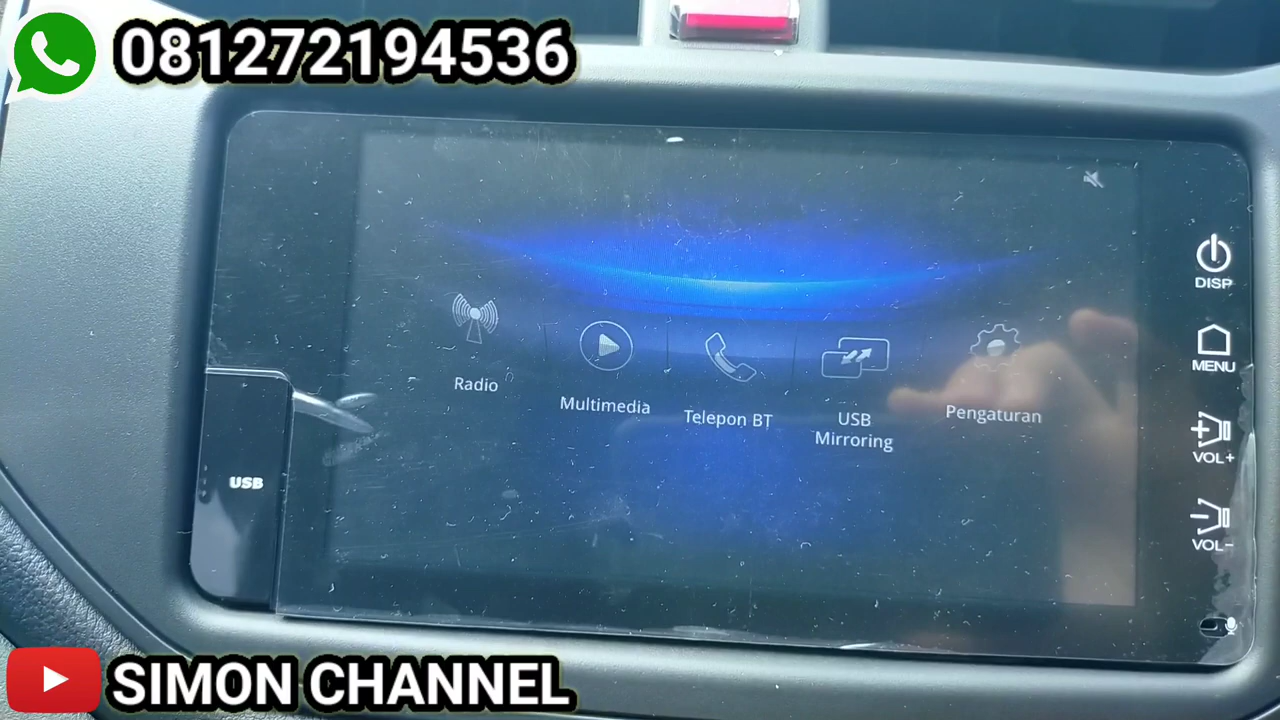 081272194536
DISP
MENU
Radio
Multimedia
Telepon BT
USB
Mirroring
Pengaturan
VOL+
USB
VOL-
SIMON CHANNEL